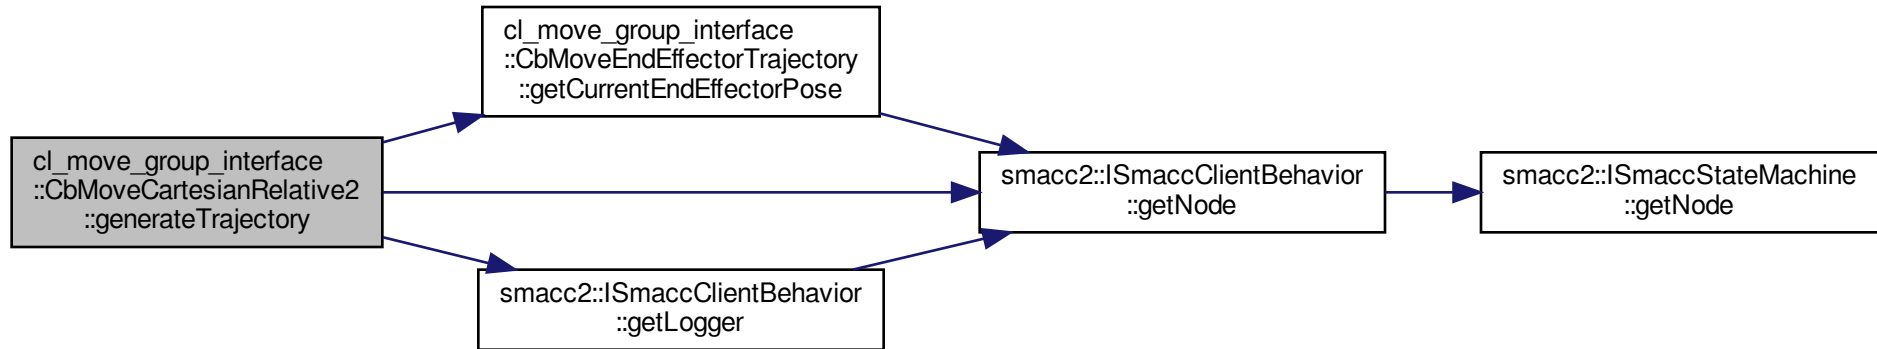 cl_move_group_interface
::CbMoveEndEffectorTrajectory
::getCurrentEndEffectorPose
cl_move_group_interface
::CbMoveCartesianRelative2
::generateTrajectory
smacc2::ISmaccClientBehavior
::getNode
smacc2::ISmaccStateMachine
::getNode
smacc2::ISmaccClientBehavior
::getLogger